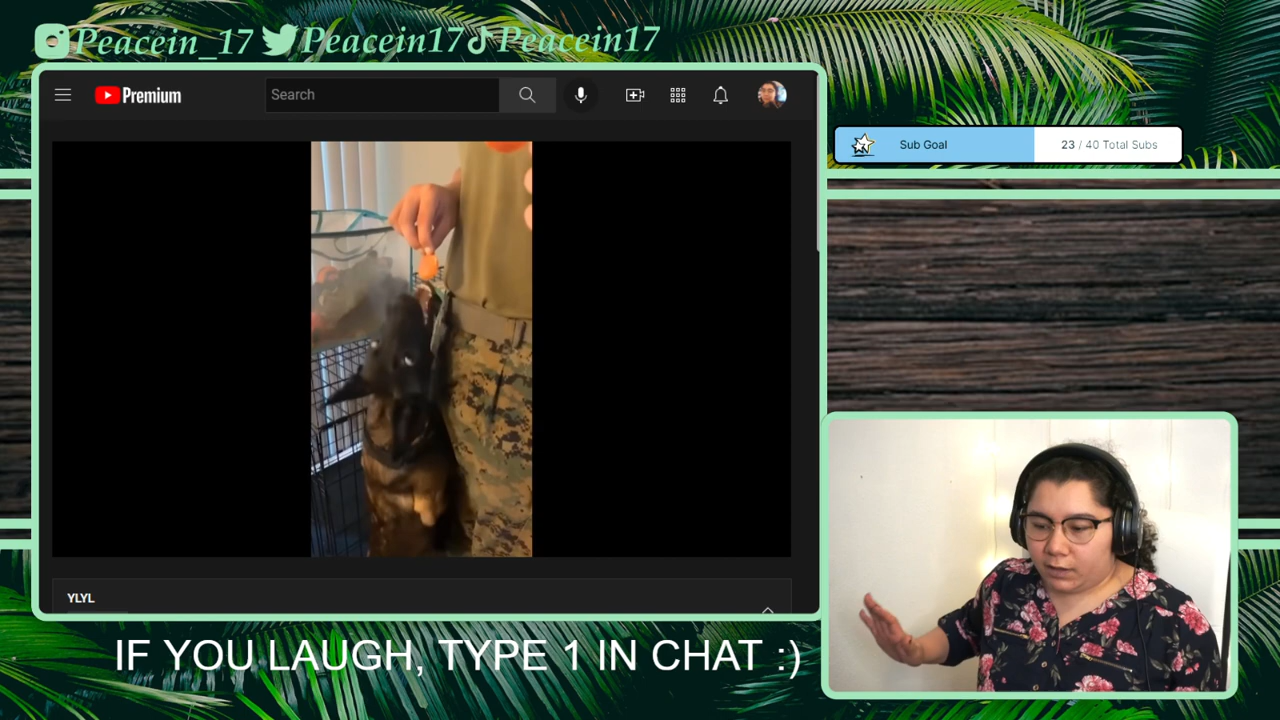 Peacein_17 Peacein17 Peacein17
Premium
Search
Sub Goal
23 / 40 Total Subs
YLYL
IF YOU LAUGH, TYPE 1 IN CHAT :)